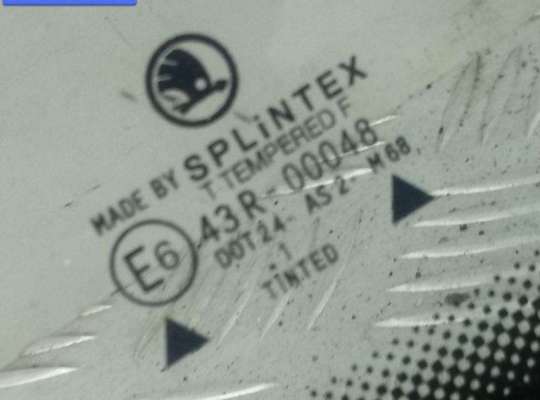 MADE BY SPLiNTEX
T TEMPERED F
E6
43R-00048
DOT24- AS2- M68
.1
TINTED